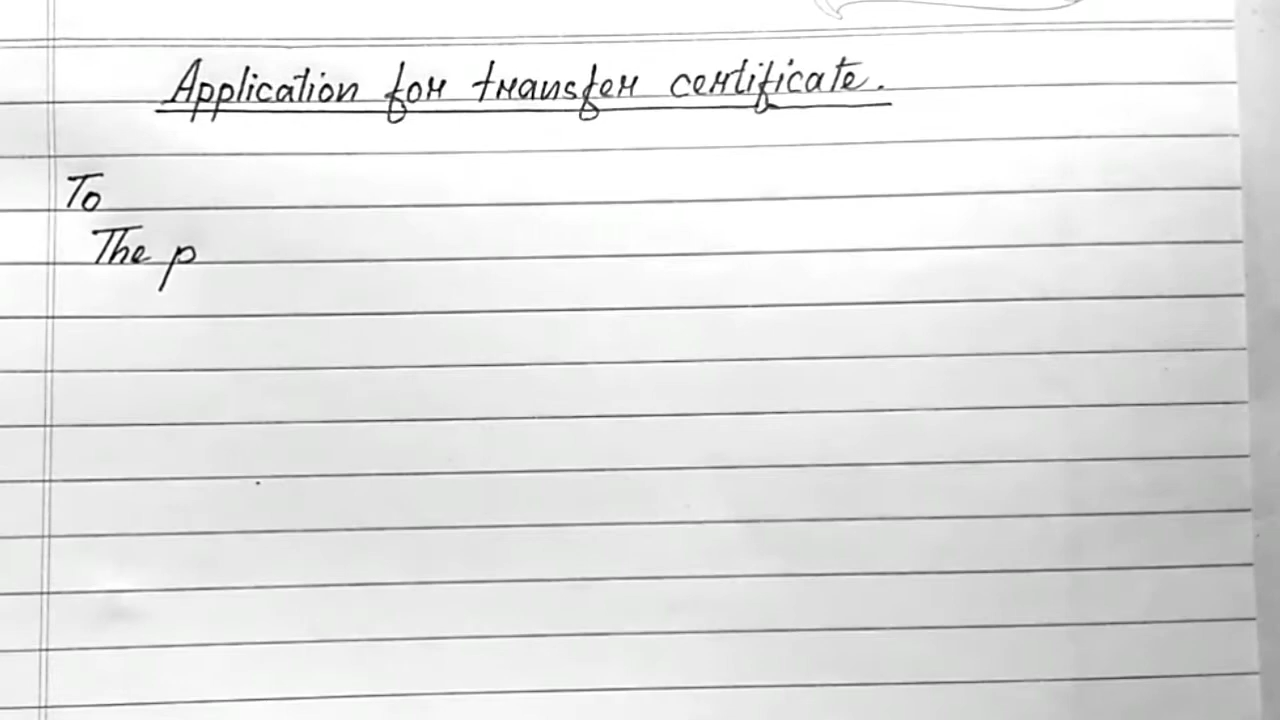 Application for transfer certificate.
To
The p